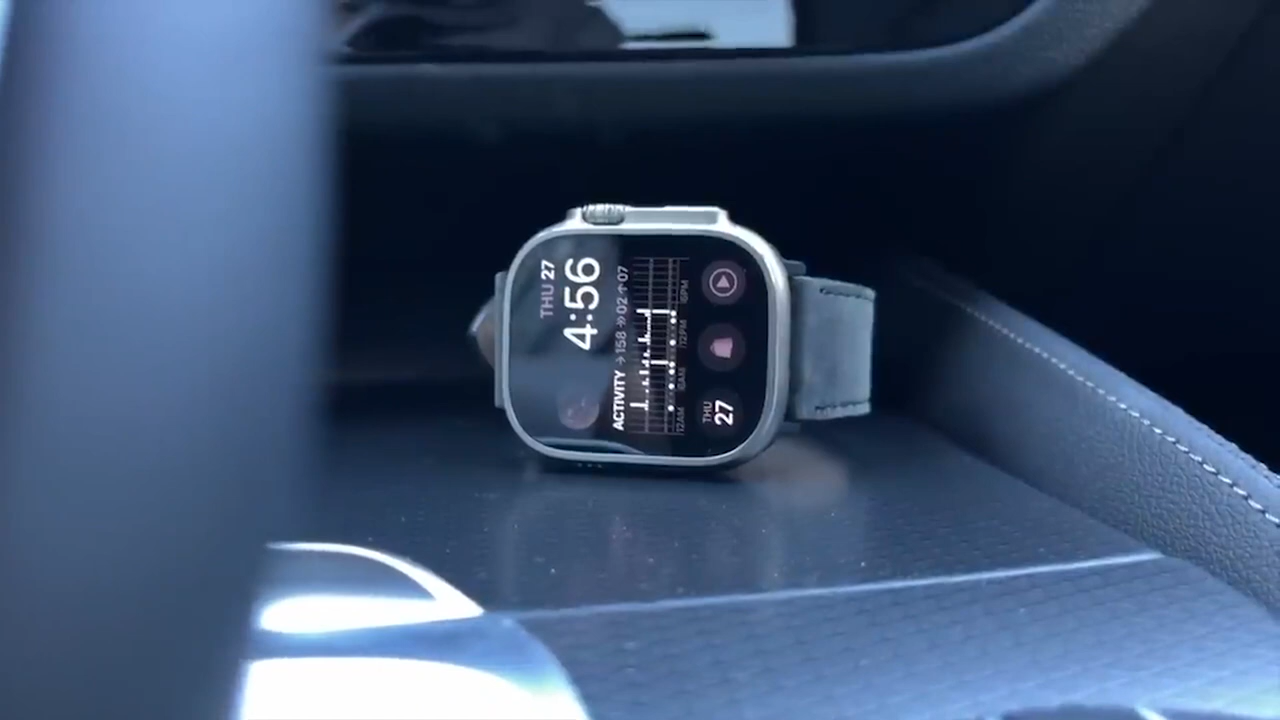 THU 27
4:56
ACTIVITY → 158 » 02 ↑ 07
12AM 6AM 12PM 6PM
THU
27